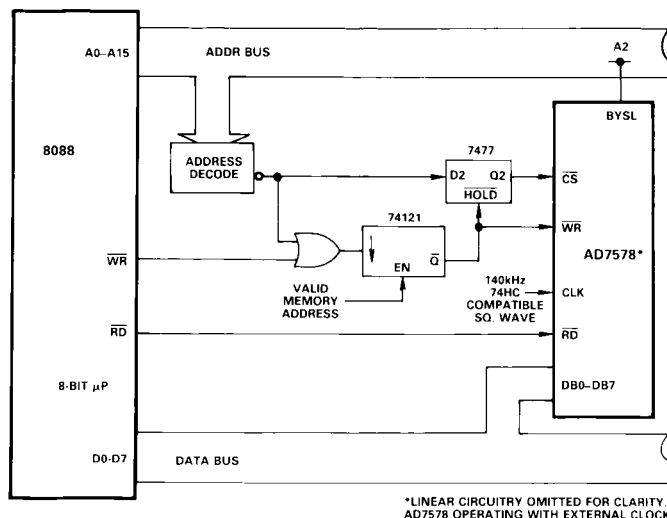 A0–A15
ADDR BUS
A2
BYSL
8088
ADDRESS
DECODE
7477
D2
Q2
HOLD
CS
74121
WR
WR
EN
Q
AD7578*
VALID
MEMORY
ADDRESS
140kHz
74HC
COMPATIBLE
SQ. WAVE
CLK
RD
RD
8-BIT μP
DB0–DB7
D0-D7
DATA BUS
*LINEAR CIRCUITRY OMITTED FOR CLARITY.
AD7578 OPERATING WITH EXTERNAL CLOCK